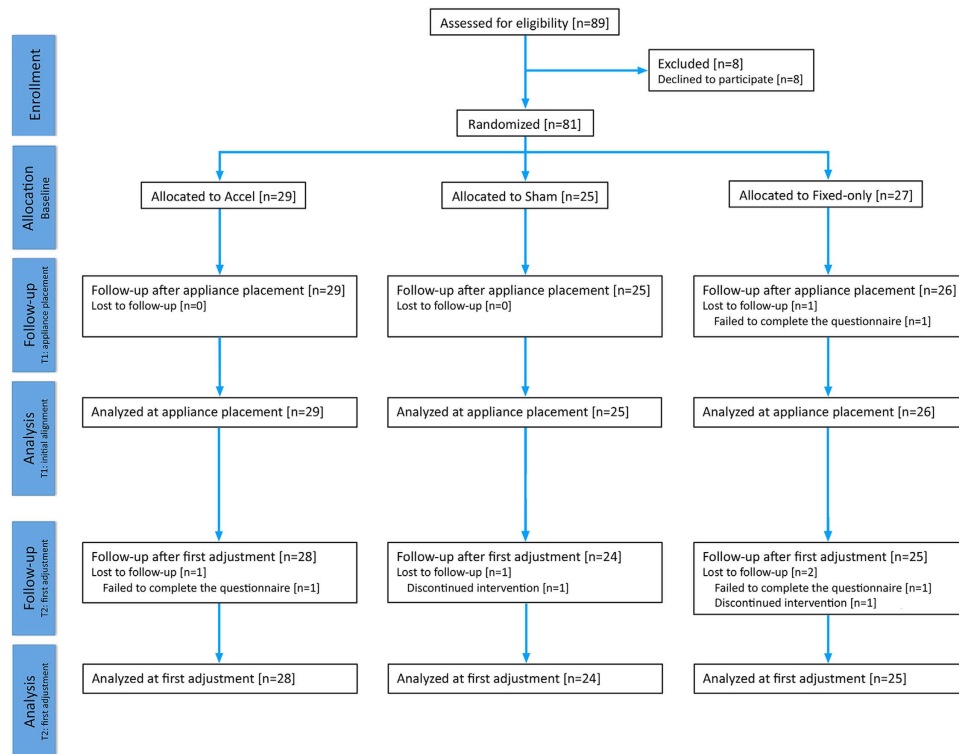 Assessed for eligibility [n=89]
Excluded [n=8]
Declined to participate [n=8]
Enrollment
Randomized [n=81]
Allocation
Baseline
Allocated to Accel [n=29]
Allocated to Sham [n=25]
Allocated to Fixed-only [n=27]
Follow-up
T1: appliance placement
Follow-up after appliance placement [n=29]
Lost to follow-up [n=0]
Follow-up after appliance placement [n=25]
Lost to follow-up [n=0]
Follow-up after appliance placement [n=26]
Lost to follow-up [n=1]
Failed to complete the questionnaire [n=1]
Analysis
T1: initial alignment
Analyzed at appliance placement [n=29]
Analyzed at appliance placement [n=25]
Analyzed at appliance placement [n=26]
Follow-up
T2: first adjustment
Follow-up after first adjustment [n=28]
Lost to follow-up [n=1]
Failed to complete the questionnaire [n=1]
Follow-up after first adjustment [n=24]
Lost to follow-up [n=1]
Discontinued intervention [n=1]
Follow-up after first adjustment [n=25]
Lost to follow-up [n=2]
Failed to complete the questionnaire [n=1]
Discontinued intervention [n=1]
Analysis
T2: first adjustment
Analyzed at first adjustment [n=28]
Analyzed at first adjustment [n=24]
Analyzed at first adjustment [n=25]